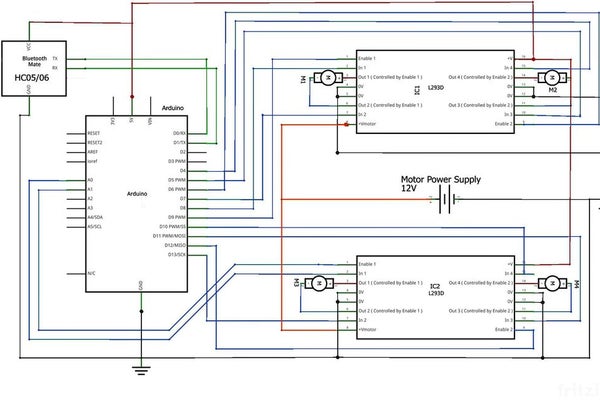 VCC
Bluetooth
Mate
HC05/06
TX
RX
GND
Arduino
3V3
5V
VIN
RESET
RESET2
AREF
ioref
A0
A1
A2
A3
A4/SDA
A5/SCL
N/C
Arduino
D0/RX
D1/TX
D2
D3 PWM
D4
D5 PWM
D6 PWM
D7
D8
D9 PWM
D10 PWM/SS
D11 PWM/MOSI
D12/MISO
D13/SCK
GND
M1
Enable 1
In 1
Out 1 ( Controlled by Enable 1 )
0V
0V
Out 2 ( Controlled by Enable 1 )
In 2
+Vmotor
IC1
L293D
+V
In 4
Out 4 ( Controlled by Enable 2 )
0V
0V
Out 3 ( Controlled by Enable 2 )
In 3
Enable 2
M2
Motor Power Supply
12V
M3
Enable 1
In 1
Out 1 ( Controlled by Enable 1 )
0V
0V
Out 2 ( Controlled by Enable 1 )
In 2
+Vmotor
IC2
L293D
+V
In 4
Out 4 ( Controlled by Enable 2 )
0V
0V
Out 3 ( Controlled by Enable 2 )
In 3
Enable 2
M4
fritzi